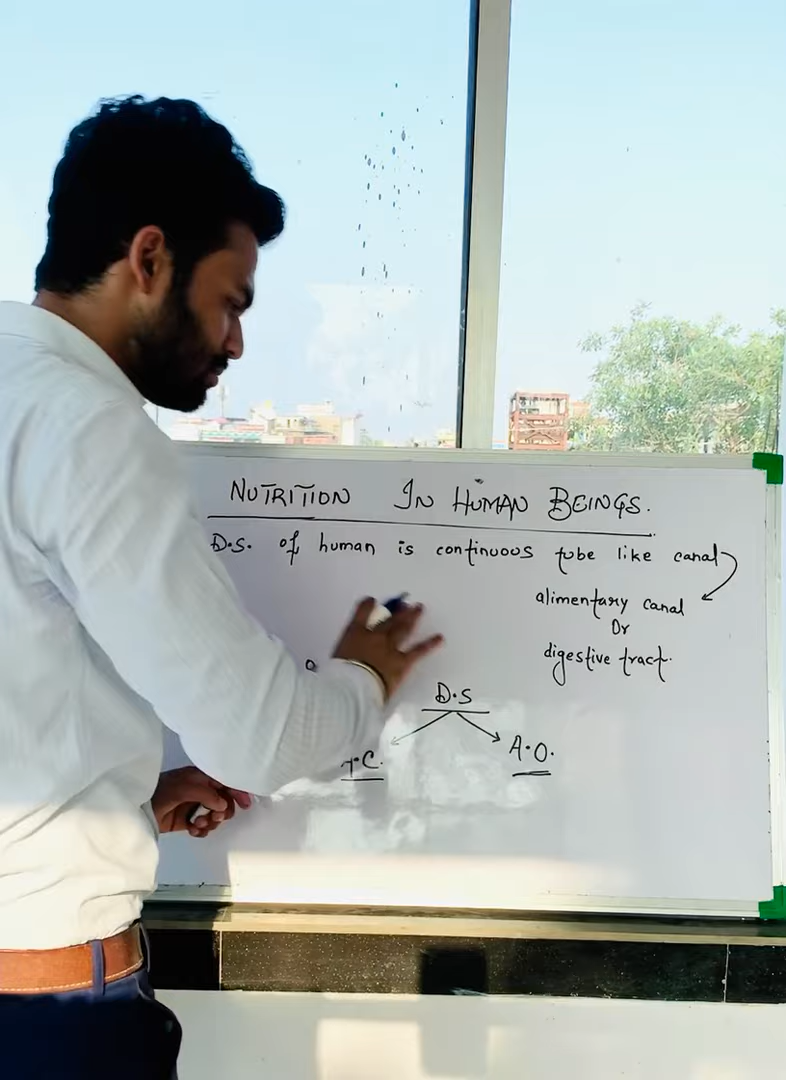 NUTRITION IN HUMAN BEINGS.
D.S. of human is continuous tube like canal
alimentary canal
Or
digestive tract.
D.S
A.O.